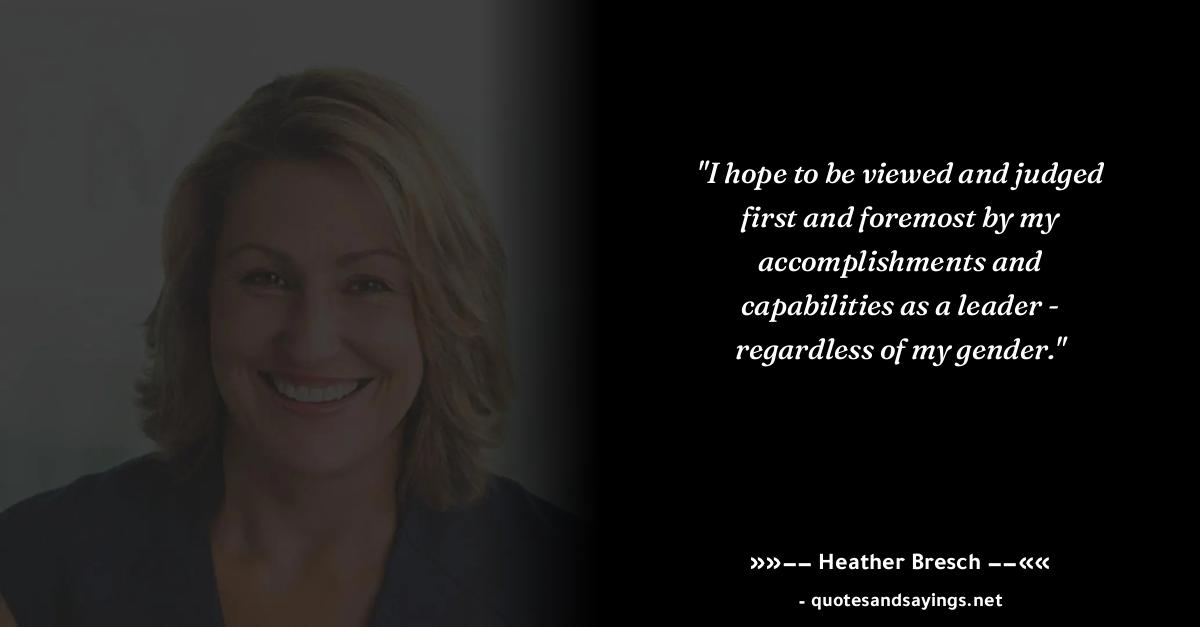 "I hope to be viewed and judged
first and foremost by my
accomplishments and
capabilities as a leader -
regardless of my gender."
»»–– Heather Bresch ––««
- quotesandsayings.net